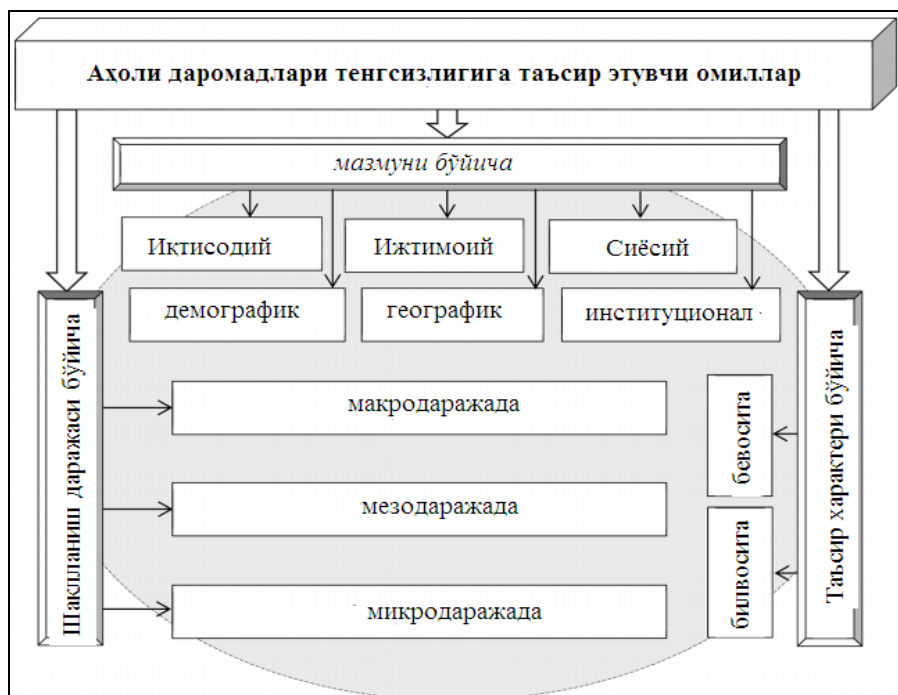 Аҳоли даромадлари тенгсизлигига таъсир этувчи омиллар
мазмуни бўйича
Иқтисодий
Ижтимоий
Сиёсий
демографик
географик
институционал
Шаклланиш даражаси бўйича
макродаражада
мезодаражада
микродаражада
бевосита
билвосита
Таъсир характери бўйича